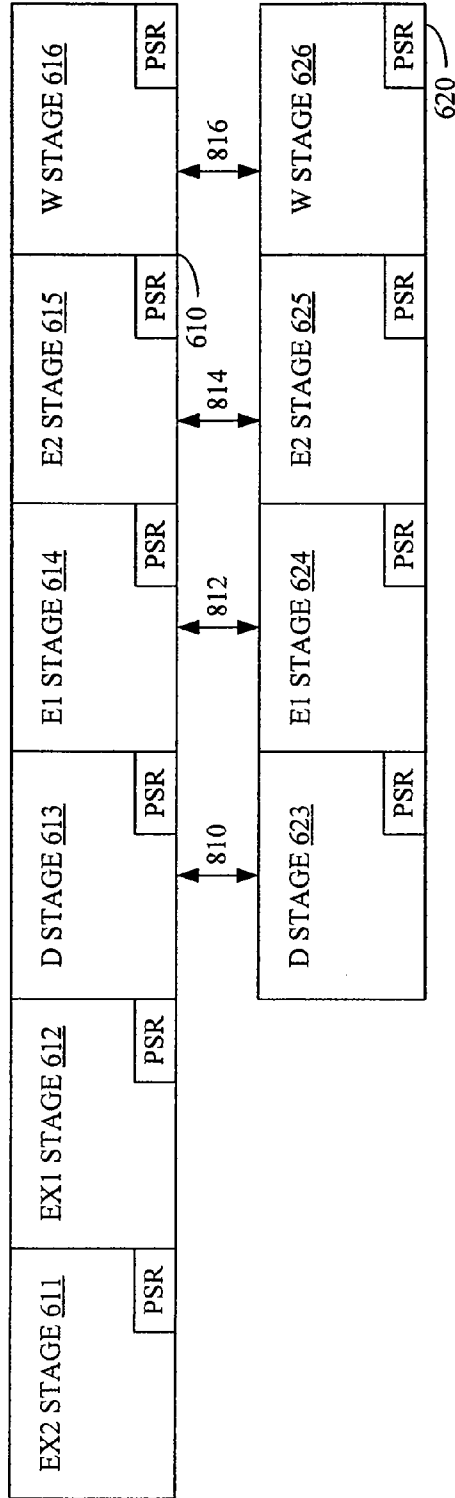 EX2 STAGE 611
PSR
EX1 STAGE 612
PSR
D STAGE 613
PSR
E1 STAGE 614
PSR
E2 STAGE 615
PSR
W STAGE 616
PSR
610
810
812
814
816
D STAGE 623
PSR
E1 STAGE 624
PSR
E2 STAGE 625
PSR
W STAGE 626
PSR
620